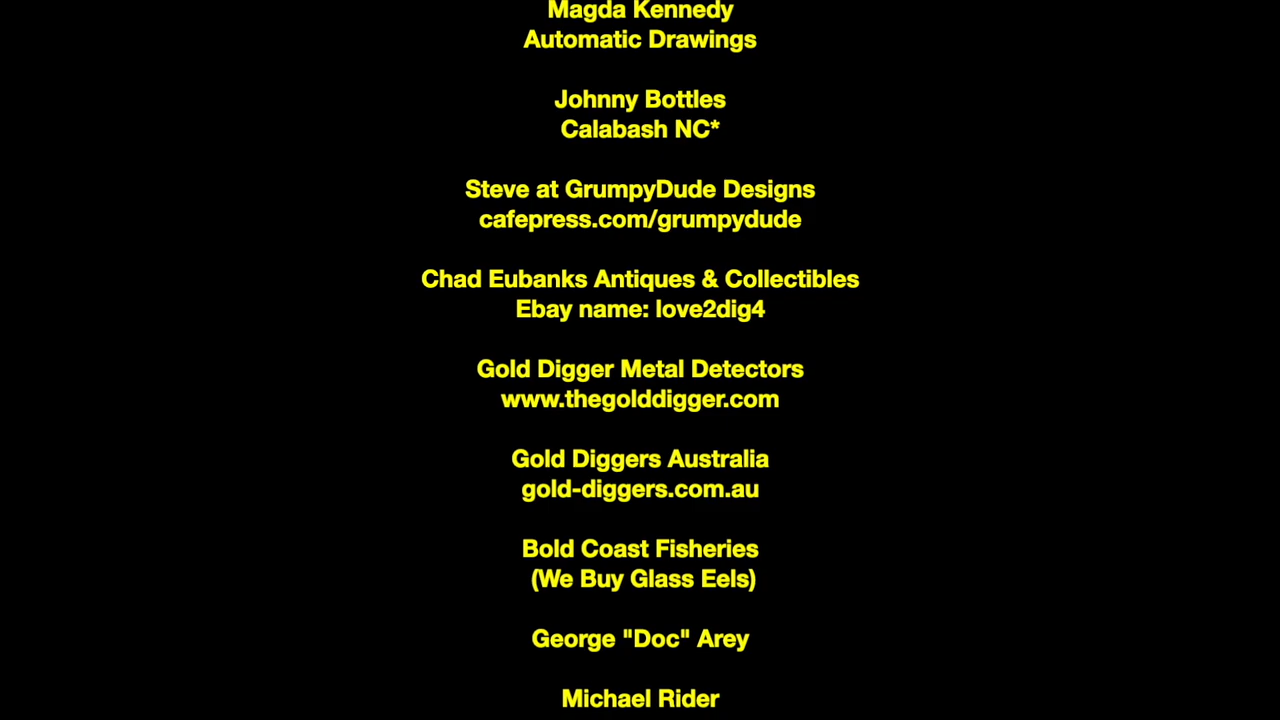 Magda Kennedy
Automatic Drawings
Johnny Bottles
Calabash NC*
Steve at GrumpyDude Designs
cafepress.com/grumpydude
Chad Eubanks Antiques & Collectibles
Ebay name: love2dig4
Gold Digger Metal Detectors
www.thegolddigger.com
Gold Diggers Australia
gold-diggers.com.au
Bold Coast Fisheries
(We Buy Glass Eels)
George "Doc" Arey
Michael Rider